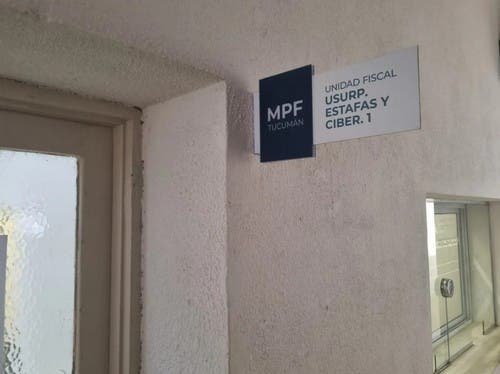 MPF
TUCUMÁN
UNIDAD FISCAL
USURP.
ESTAFAS Y
CIBER. 1